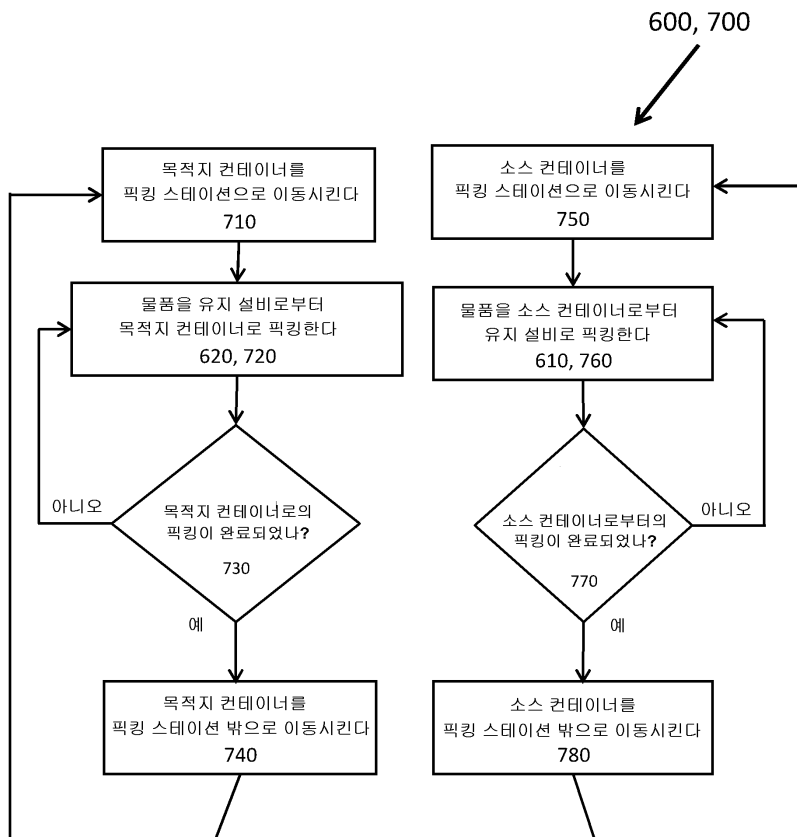 600, 700
목적지 컨테이너를
픽킹 스테이션으로 이동시킨다
710
물품을 유지 설비로부터
목적지 컨테이너로 픽킹한다
620, 720
아니오
목적지 컨테이너로의
픽킹이 완료되었나?
730
예
목적지 컨테이너를
픽킹 스테이션 밖으로 이동시킨다
740
소스 컨테이너를
픽킹 스테이션으로 이동시킨다
750
물품을 소스 컨테이너로부터
유지 설비로 픽킹한다
610, 760
아니오
소스 컨테이너로부터의
픽킹이 완료되었나?
770
예
소스 컨테이너를
픽킹 스테이션 밖으로 이동시킨다
780